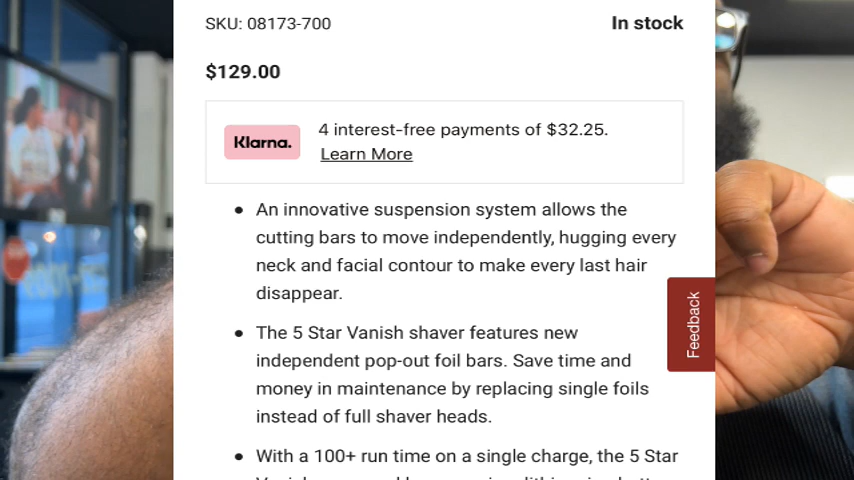 SKU: 08173-700
In stock
$129.00
Klarna.
4 interest-free payments of $32.25.
Learn More
An innovative suspension system allows the
cutting bars to move independently, hugging every
neck and facial contour to make every last hair
disappear.
Feedback
The 5 Star Vanish shaver features new
independent pop-out foil bars. Save time and
money in maintenance by replacing single foils
instead of full shaver heads.
With a 100+ run time on a single charge, the 5 Star